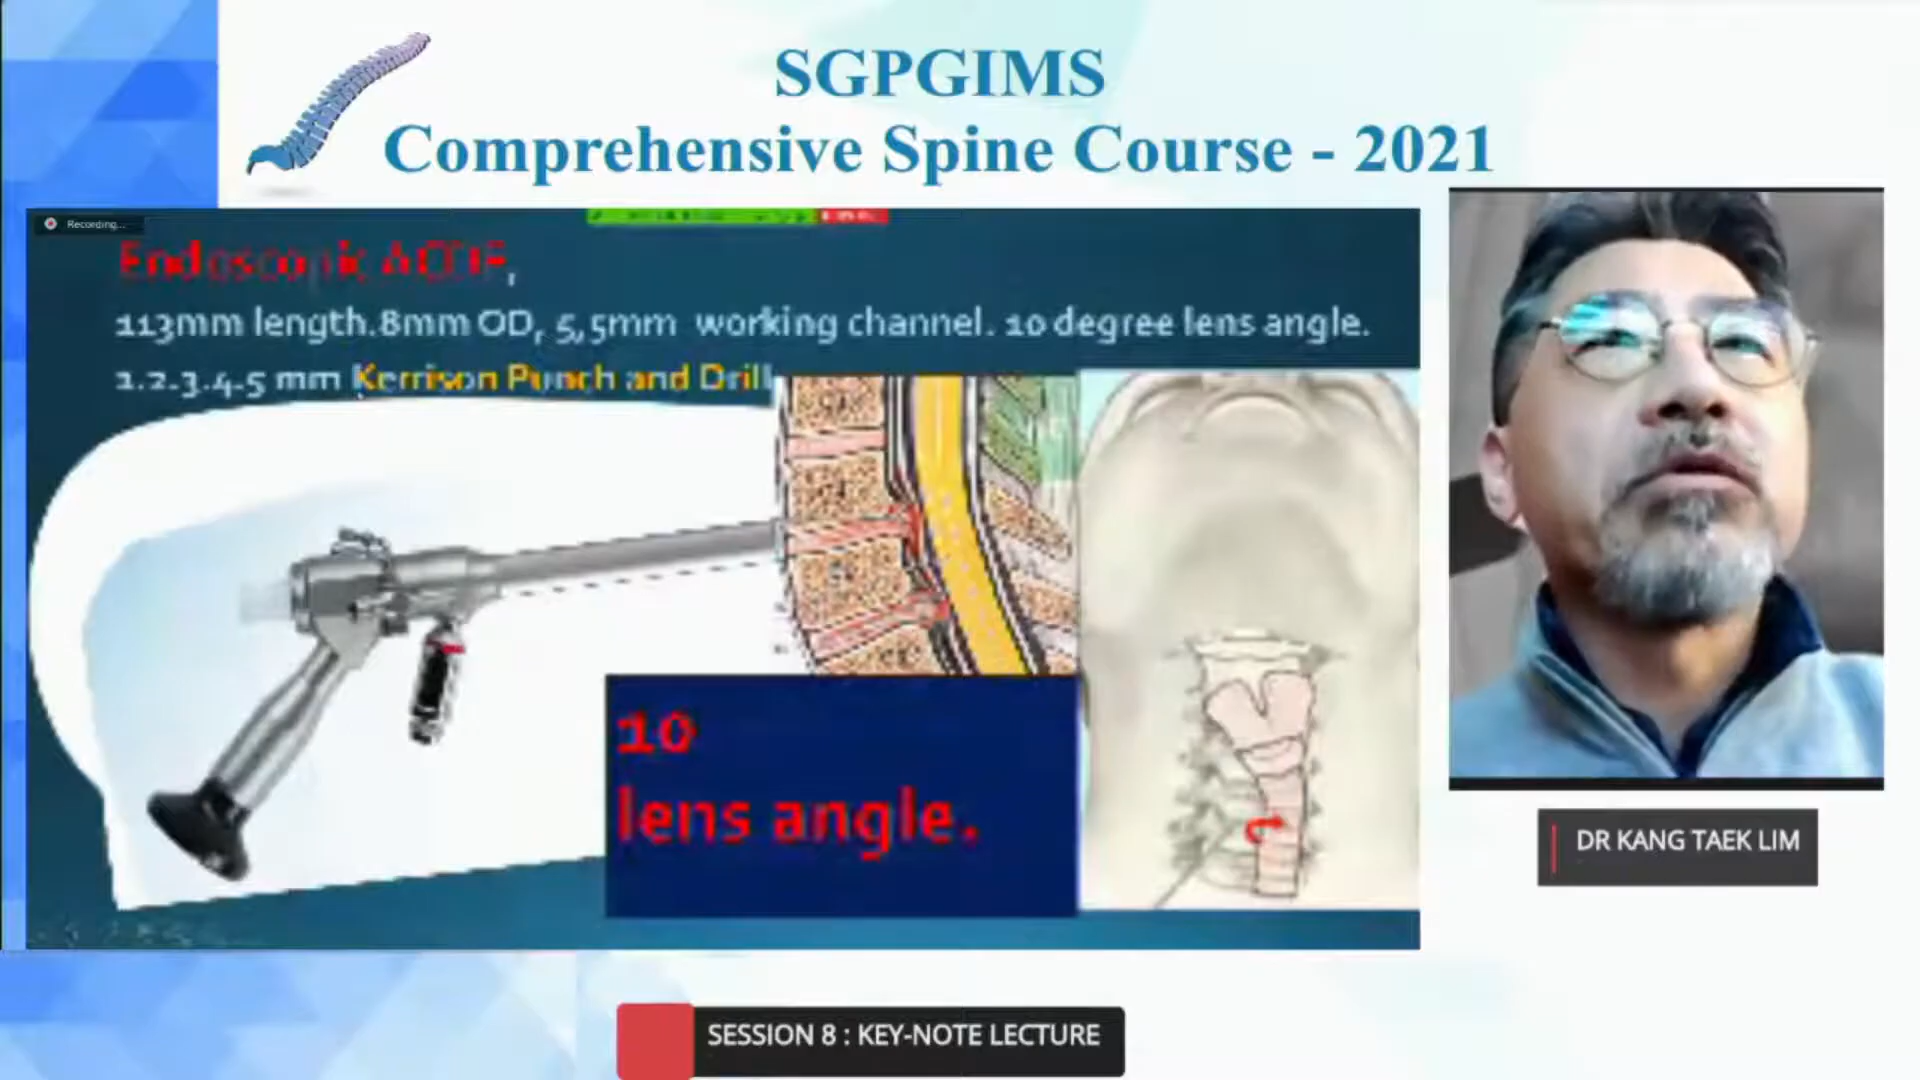 SGPGIMS
Comprehensive Spine Course - 2021
Recording...
Endoscopic ACDF,
113mm length.8mm OD, 5,5mm working channel. 10 degree lens angle.
1.2.3.4.5 mm Kerrison Punch and Drill
10
lens angle.
DR KANG TAEK LIM
SESSION 8 : KEY-NOTE LECTURE